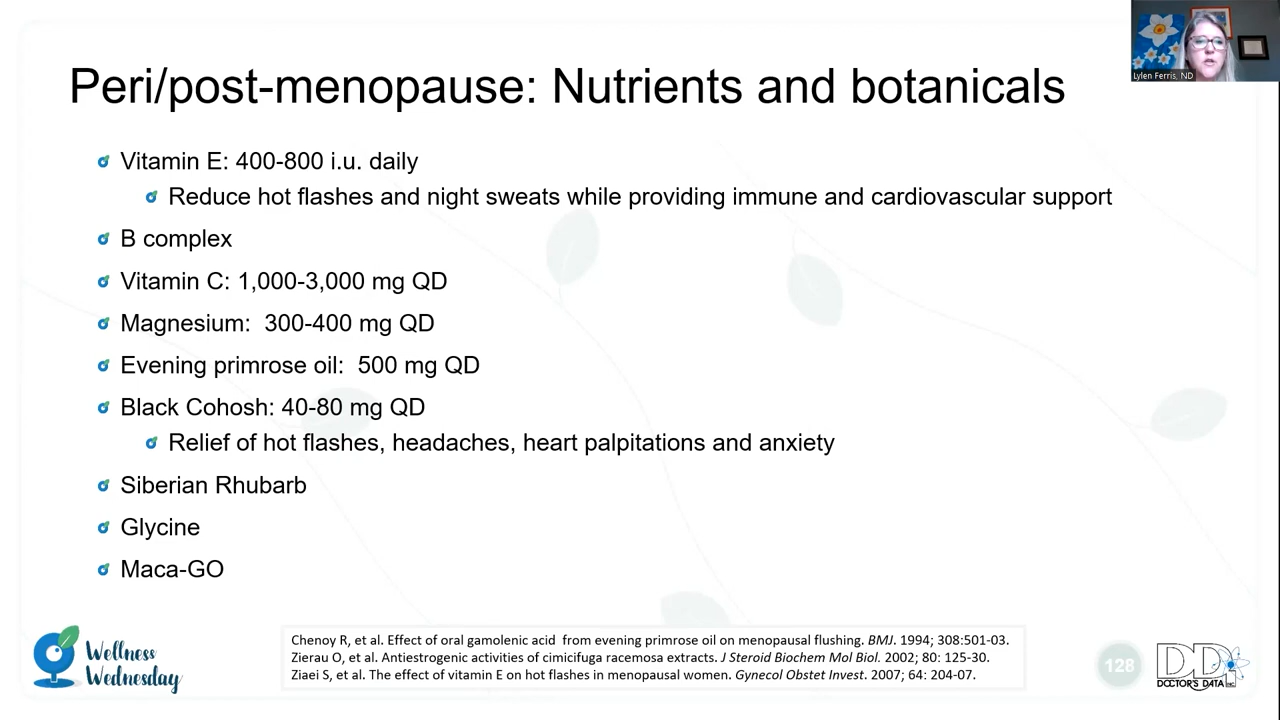 Lylen Ferris, ND
Peri/post-menopause: Nutrients and botanicals
Vitamin E: 400-800 i.u. daily
Reduce hot flashes and night sweats while providing immune and cardiovascular support
B complex
Vitamin C: 1,000-3,000 mg QD
Magnesium:  300-400 mg QD
Evening primrose oil:  500 mg QD
Black Cohosh: 40-80 mg QD
Relief of hot flashes, headaches, heart palpitations and anxiety
Siberian Rhubarb
Glycine
Maca-GO
Wellness
Wednesday
Chenoy R, et al. Effect of oral gamolenic acid  from evening primrose oil on menopausal flushing. BMJ. 1994; 308:501-03.
Zierau O, et al. Antiestrogenic activities of cimicifuga racemosa extracts. J Steroid Biochem Mol Biol. 2002; 80: 125-30.
Ziaei S, et al. The effect of vitamin E on hot flashes in menopausal women. Gynecol Obstet Invest. 2007; 64: 204-07.
128
DDI
DOCTOR'S DATA INC.